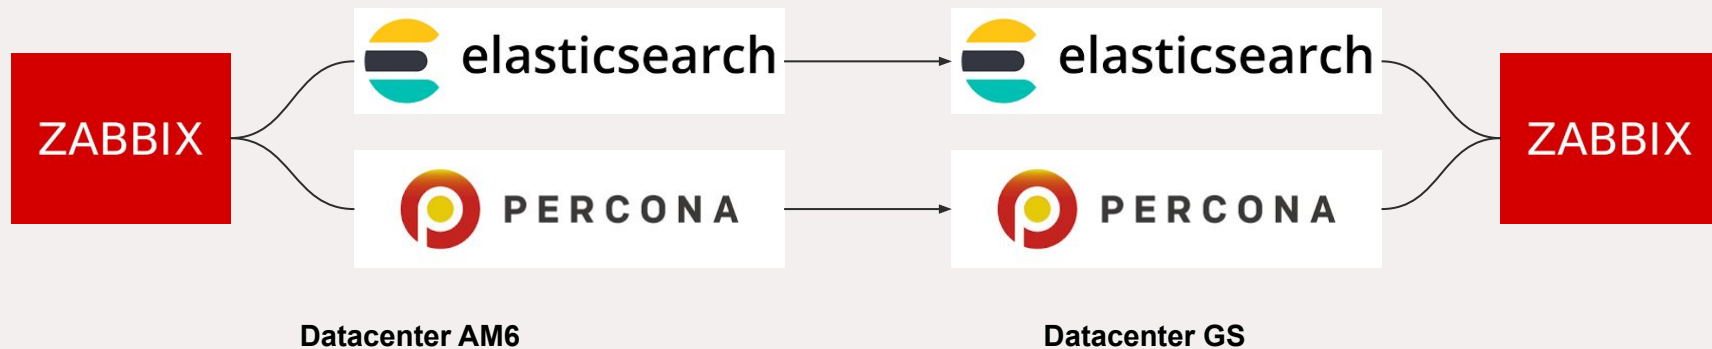 elasticsearch
elasticsearch
ZABBIX
ZABBIX
PERCONA
PERCONA
Datacenter AM6
Datacenter GS